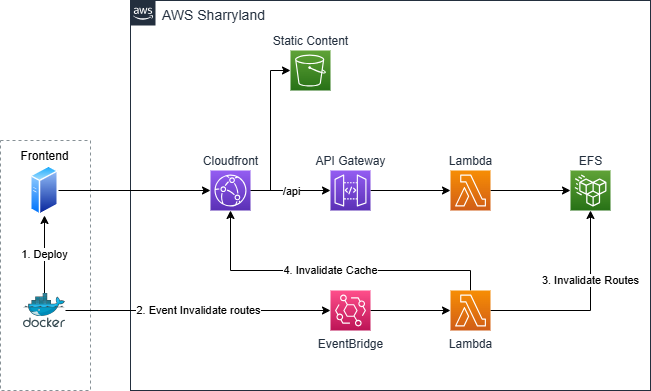 aws
AWS Sharryland
Static Content
Frontend
Cloudfront
API Gateway
Lambda
EFS
/api
1. Deploy
4. Invalidate Cache
3. Invalidate Routes
docker
2. Event Invalidate routes
EventBridge
Lambda